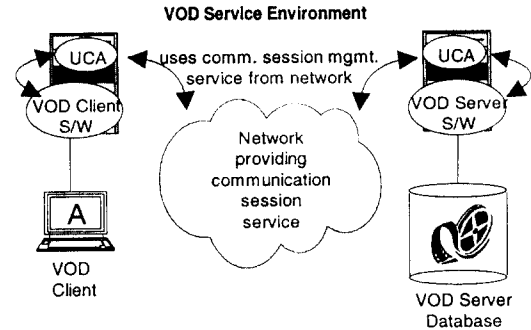 VOD Service Environment
UCA
VOD Client
S/W
uses comm. session mgmt.
service from network
UCA
VOD Server
S/W
Network
providing
communication
session
service
A
VOD
Client
VOD Server
Database